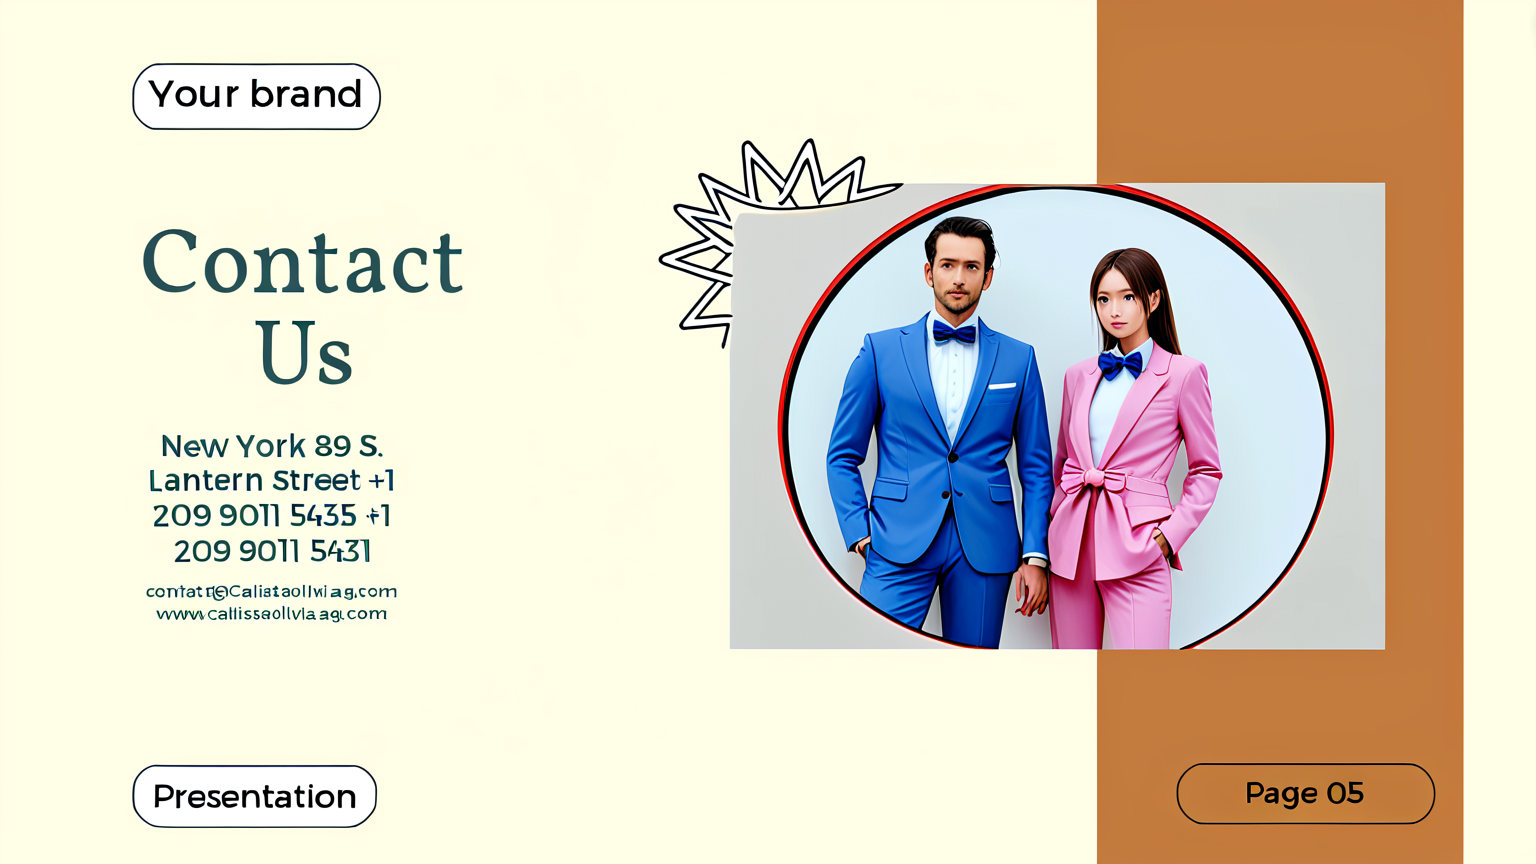 Your brand
Contact
Us
New York 89 S.
Lantern Street +1
209 9011 5435 +1
209 9011 5431
Presentation
Page 05